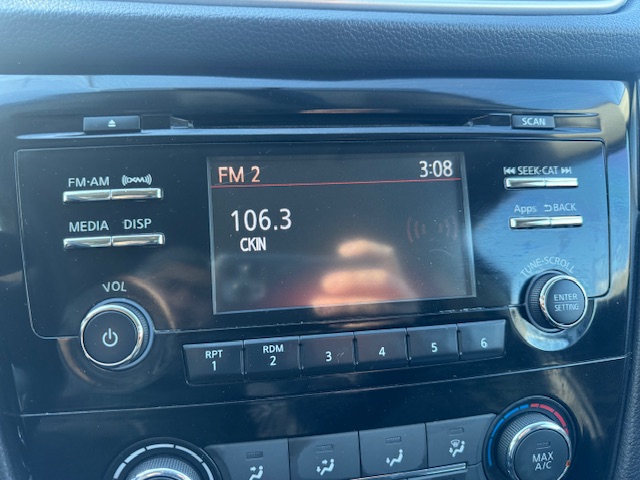 SCAN
FM·AM (((XM)))
MEDIA DISP
FM 2 3:08
106.3
CKIN
SEEK·CAT
Apps BACK
TUNE·SCROLL
ENTER
SETTING
VOL
RPT
1
RDM
2
3
4
5
6
MAX
A/C